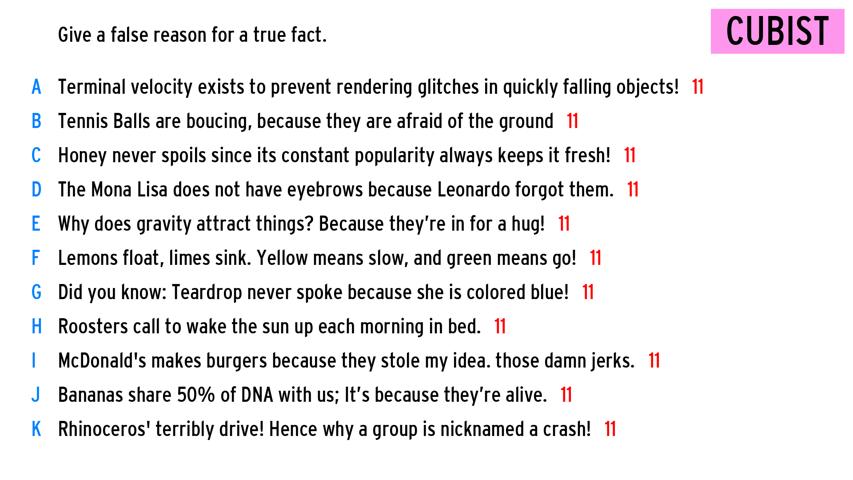 Give a false reason for a true fact.
CUBIST
A Terminal velocity exists to prevent rendering glitches in quickly falling objects! 11
B Tennis Balls are boucing, because they are afraid of the ground 11
C Honey never spoils since its constant popularity always keeps it fresh! 11
D The Mona Lisa does not have eyebrows because Leonardo forgot them. 11
E Why does gravity attract things? Because they're in for a hug! 11
F Lemons float, limes sink. Yellow means slow, and green means go! 11
G Did you know: Teardrop never spoke because she is colored blue! 11
H Roosters call to wake the sun up each morning in bed. 11
I McDonald's makes burgers because they stole my idea. those damn jerks. 11
J Bananas share 50% of DNA with us; It's because they're alive. 11
K Rhinoceros' terribly drive! Hence why a group is nicknamed a crash! 11